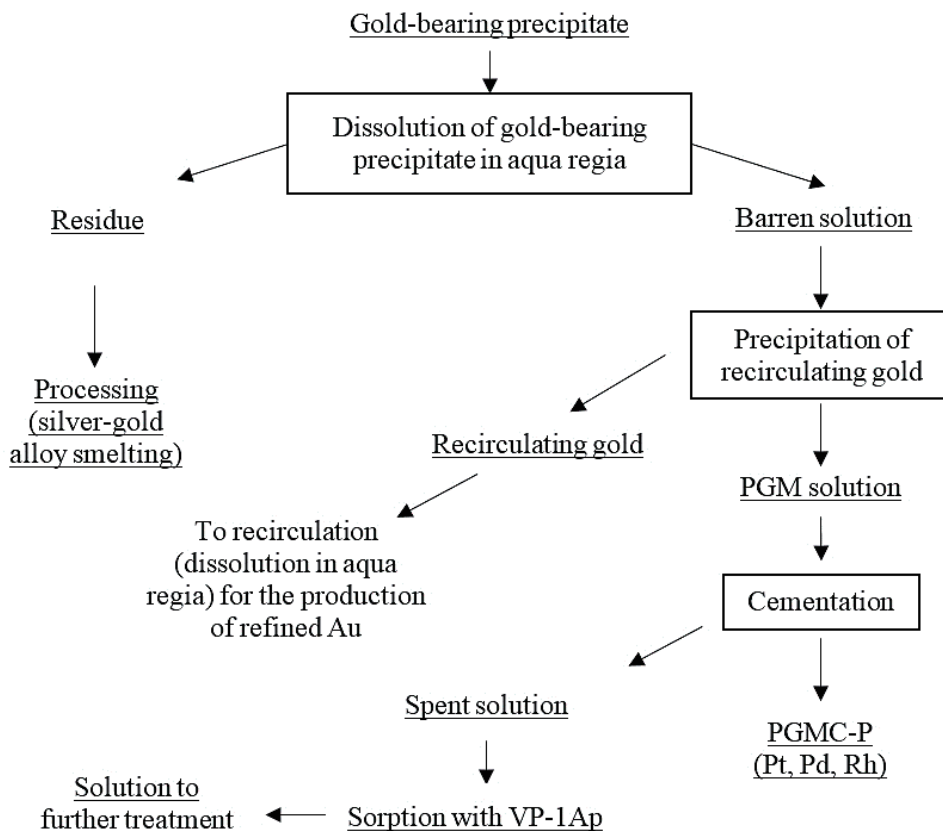 Gold-bearing precipitate
Dissolution of gold-bearing
precipitate in aqua regia
Residue
Barren solution
Precipitation of
recirculating gold
Processing
(silver-gold
alloy smelting)
Recirculating gold
PGM solution
To recirculation
(dissolution in aqua
regia) for the production
of refined Au
Cementation
Spent solution
PGMC-P
(Pt, Pd, Rh)
Solution to
further treatment
Sorption with VP-1Ap